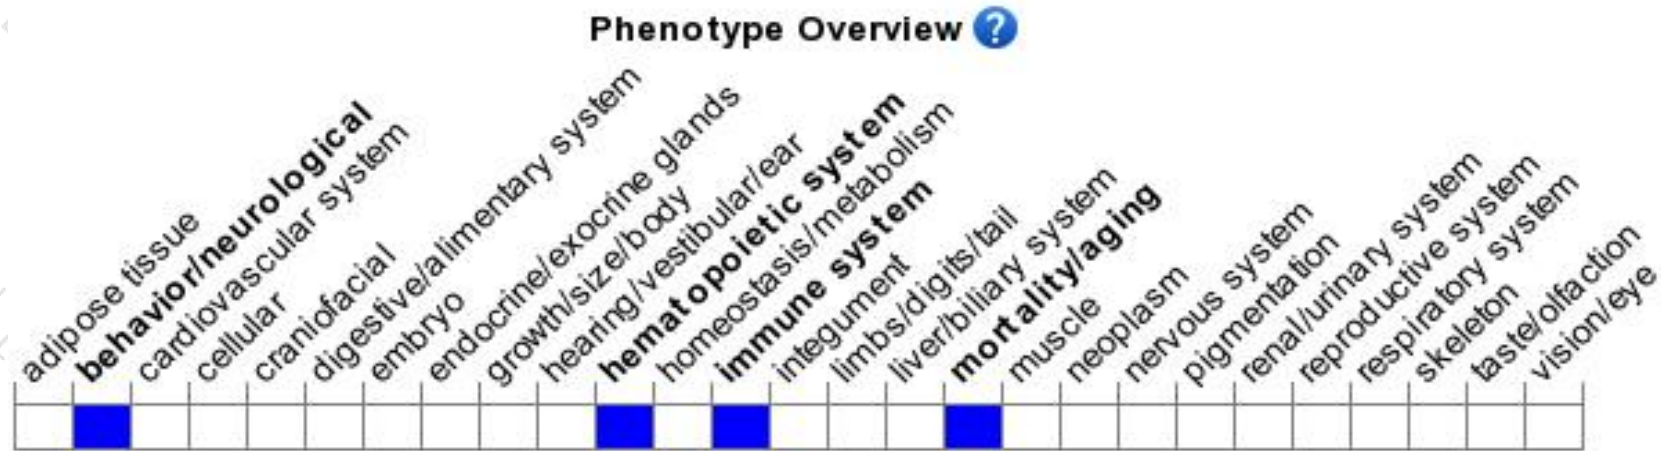 Phenotype Overview ?
adipose tissue
behavior/neurological
cardiovascular system
cellular
craniofacial
digestive/alimentary system
embryo
endocrine/exocrine glands
growth/size/body
hearing/vestibular/ear
hematopoietic system
homeostasis/metabolism
immune system
integument
limbs/digits/tail
liver/biliary system
mortality/aging
muscle
neoplasm
nervous system
pigmentation
renal/urinary system
reproductive system
respiratory system
skeleton
taste/olfaction
vision/eye